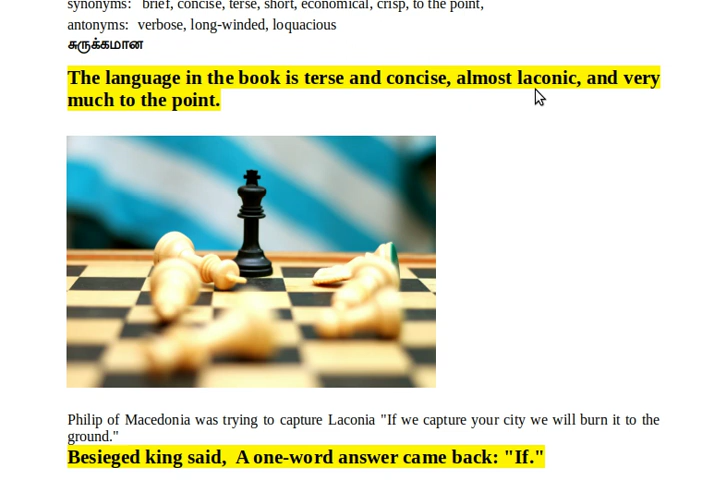 synonyms: brief, concise, terse, short, economical, crisp, to the point,
antonyms: verbose, long-winded, loquacious
சுருக்கமான
The language in the book is terse and concise, almost laconic, and very
much to the point.
Philip of Macedonia was trying to capture Laconia "If we capture your city we will burn it to the
ground."
Besieged king said, A one-word answer came back: "If."